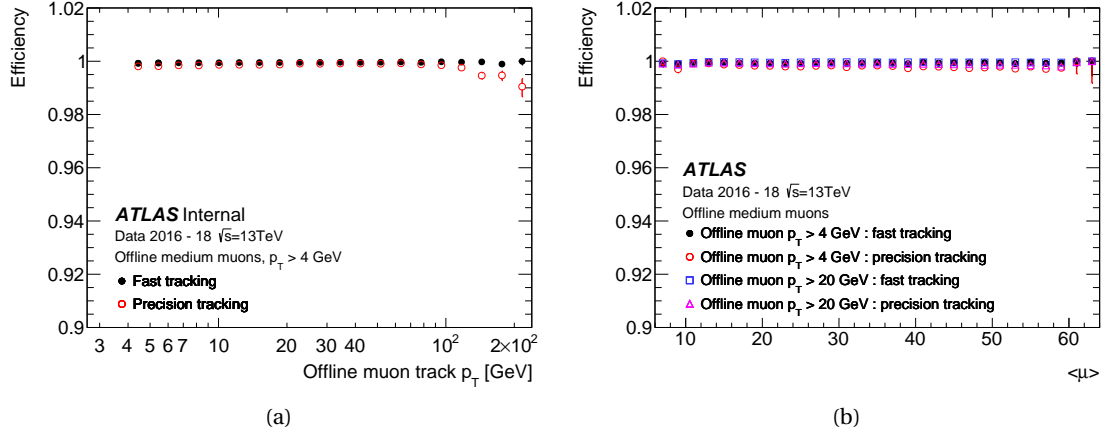 Efficiency
1.02
1
0.98
0.96
0.94
0.92
0.9
ATLAS Internal
Data 2016 - 18 √s=13TeV
Offline medium muons, p_T > 4 GeV
Fast tracking
Precision tracking
3 4 5 6 7 10 20 30 40 10² 2×10²
Offline muon track p_T [GeV]
(a)
Efficiency
1.02
1
0.98
0.96
0.94
0.92
0.9
ATLAS
Data 2016 - 18 √s=13TeV
Offline medium muons
Offline muon p_T > 4 GeV : fast tracking
Offline muon p_T > 4 GeV : precision tracking
Offline muon p_T > 20 GeV : fast tracking
Offline muon p_T > 20 GeV : precision tracking
10 20 30 40 50 60
<μ>
(b)